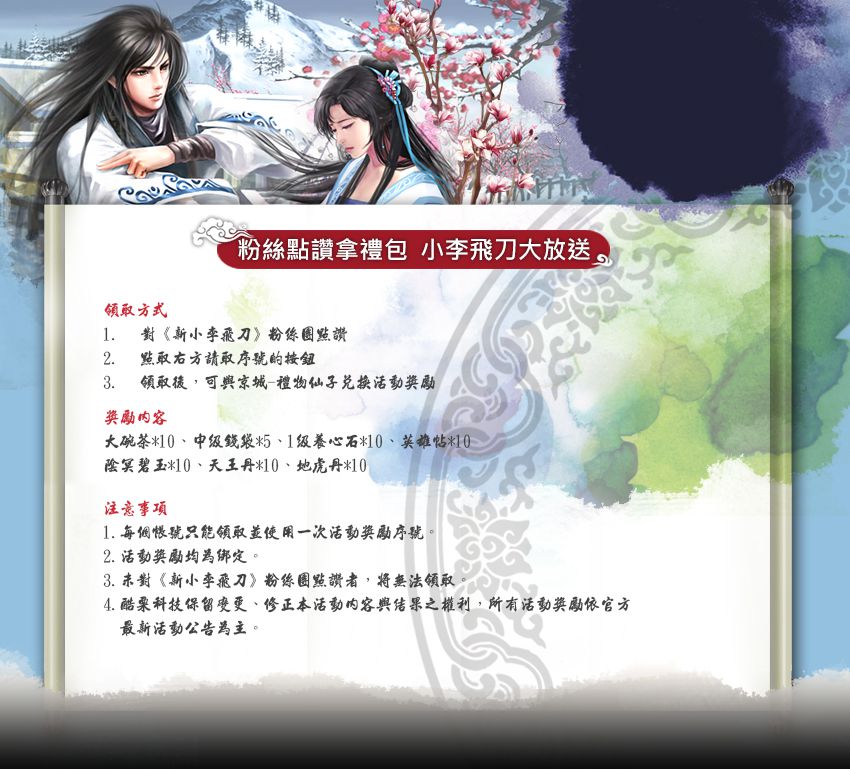 粉絲點讚拿禮包 小李飛刀大放送
領取方式
1. 對《新小李飛刀》粉絲團點讚
2. 點取右方請取序號的按鈕
3. 領取後，可與京城-禮物仙子兌換活動獎勵
獎勵內容
大碗茶*10、中級錢袋*5、1級養心石*10、英雄帖*10
陰冥碧玉*10、天王丹*10、地虎丹*10
注意事項
1. 每個帳號只能領取並使用一次活動獎勵序號。
2. 活動獎勵均為綁定。
3. 未對《新小李飛刀》粉絲團點讚者，將無法領取。
4. 酷栗科技保留變更、修正本活動內容與結果之權利，所有活動獎勵依官方
最新活動公告為主。